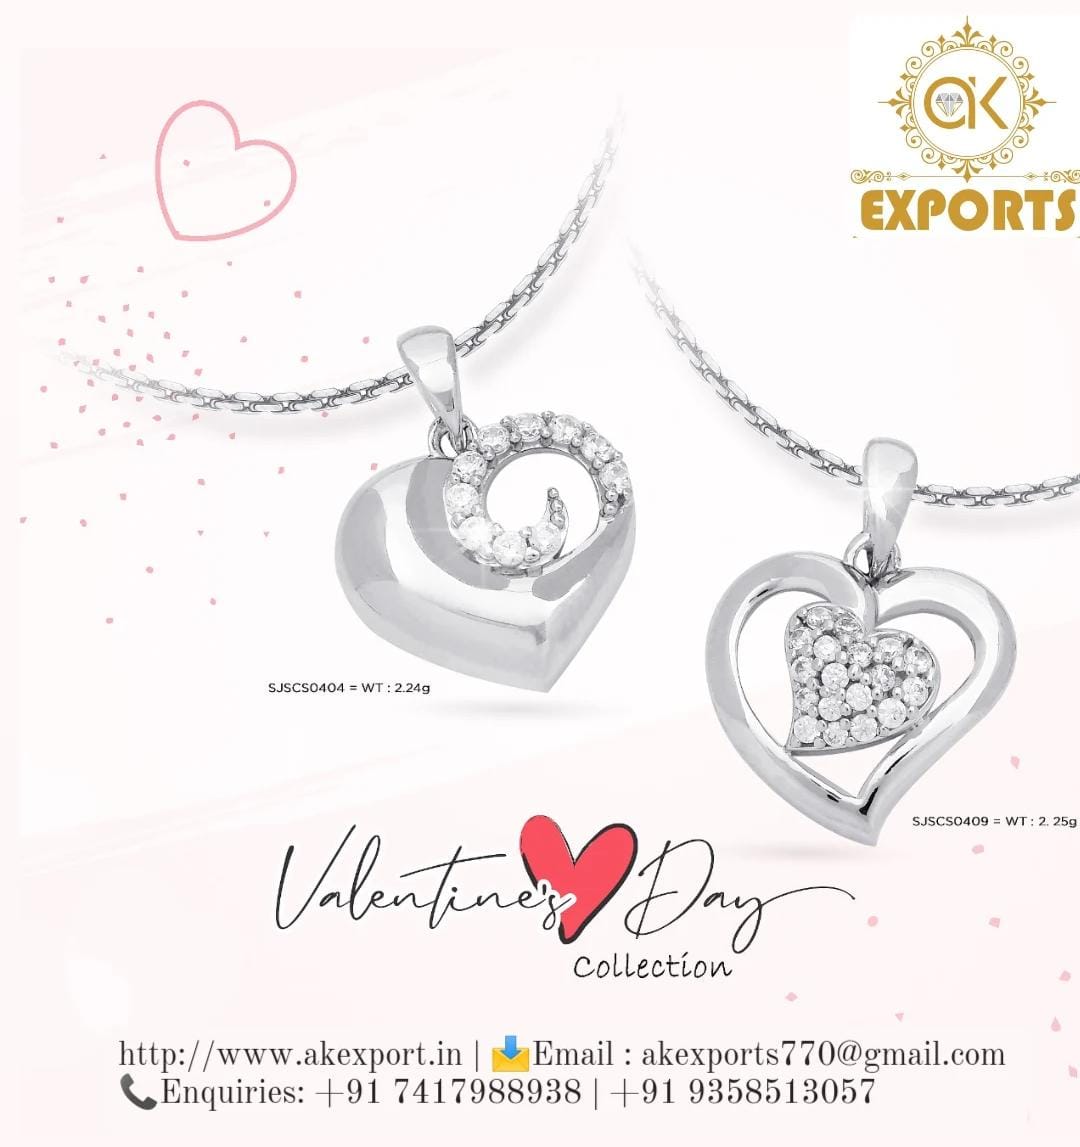 AK
EXPORTS
SJSCS0404 = WT : 2.24g
SJSCS0409 = WT : 2. 25g
Valentine's Day
Collection
http://www.akexport.in | 📩Email : akexports770@gmail.com
📞Enquiries: +91 7417988938 | +91 9358513057